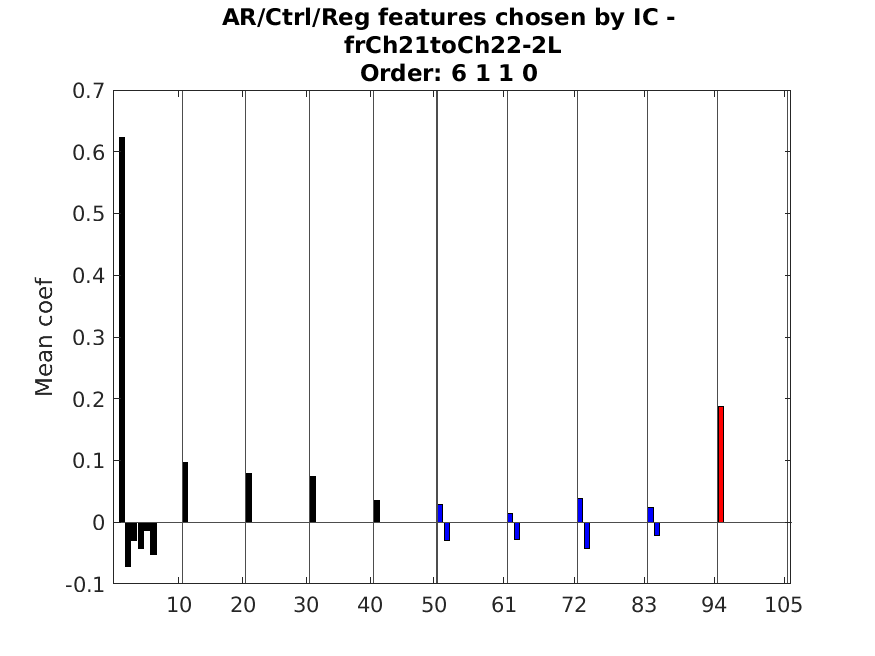 AR/Ctrl/Reg features chosen by IC -
frCh21toCh22-2L
Order: 6 1 1 0
0.7
0.6
0.5
0.4
0.3
0.2
0.1
0
-0.1
Mean coef
10 20 30 40 50 61 72 83 94 105